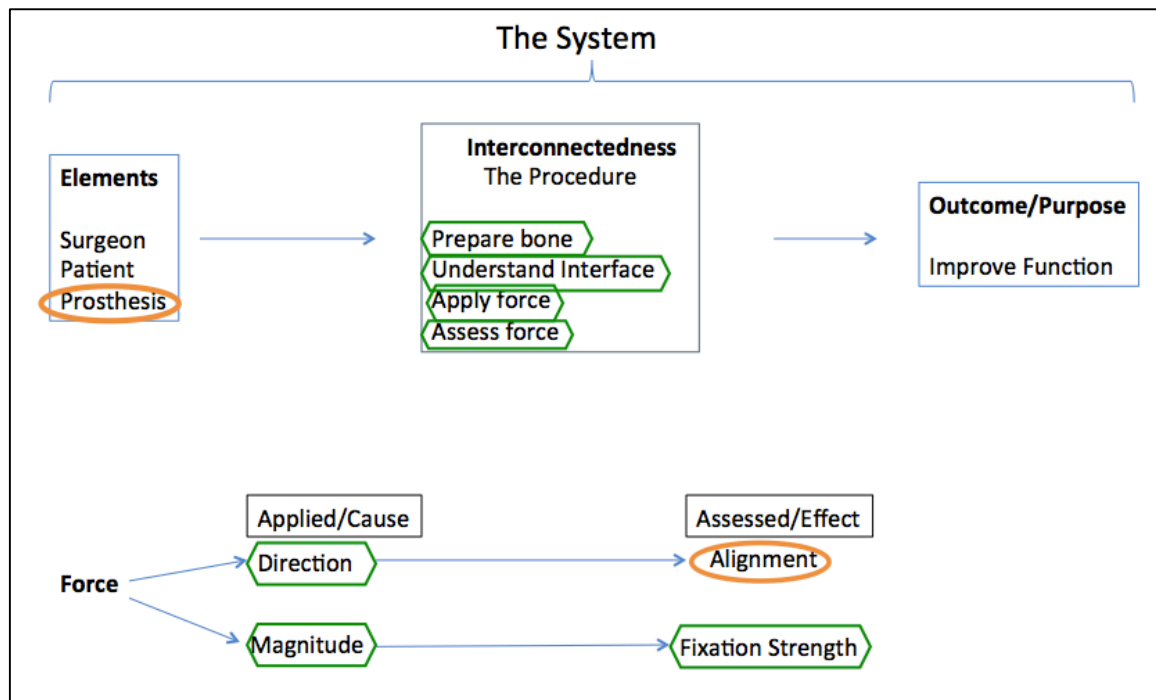 The System
Elements
Surgeon
Patient
Prosthesis
Interconnectedness
The Procedure
Prepare bone
Understand Interface
Apply force
Assess force
Outcome/Purpose
Improve Function
Applied/Cause
Assessed/Effect
Direction
Alignment
Force
Magnitude
Fixation Strength